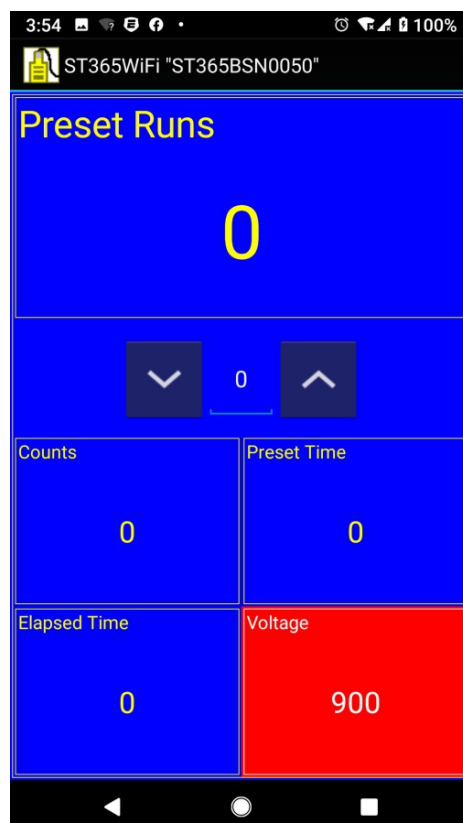 3:54
100%
ST365WiFi "ST365BSN0050"
Preset Runs
0
0
Counts
Preset Time
0
0
Elapsed Time
Voltage
0
900